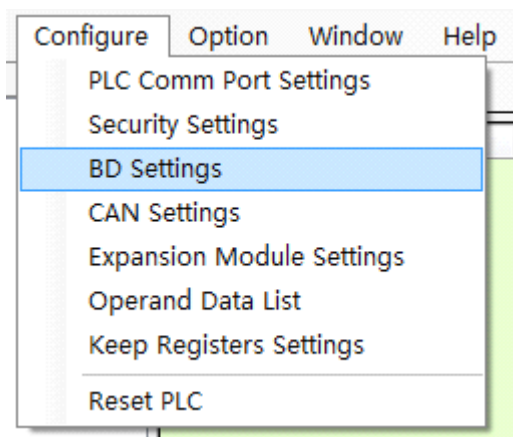 Configure Option Window Help
PLC Comm Port Settings
Security Settings
BD Settings
CAN Settings
Expansion Module Settings
Operand Data List
Keep Registers Settings
Reset PLC